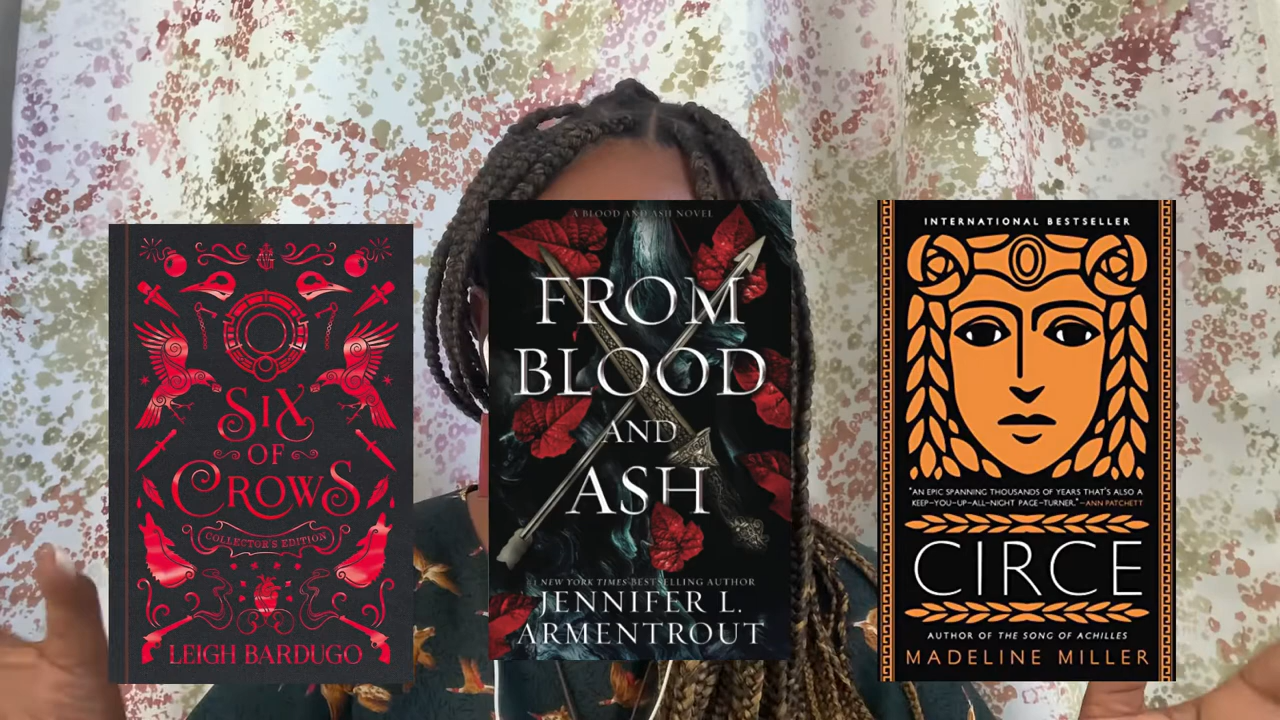 SIX
OF
CROWS
COLLECTOR'S EDITION
LEIGH BARDUGO
A BLOOD AND ASH NOVEL
FROM
BLOOD
AND
ASH
#1 NEW YORK TIMES BESTSELLING AUTHOR
JENNIFER L.
ARMENTROUT
INTERNATIONAL BESTSELLER
"AN EPIC SPANNING THOUSANDS OF YEARS THAT'S ALSO A
KEEP-YOU-UP-ALL-NIGHT PAGE-TURNER." —ANN PATCHETT
CIRCE
AUTHOR OF THE SONG OF ACHILLES
MADELINE MILLER